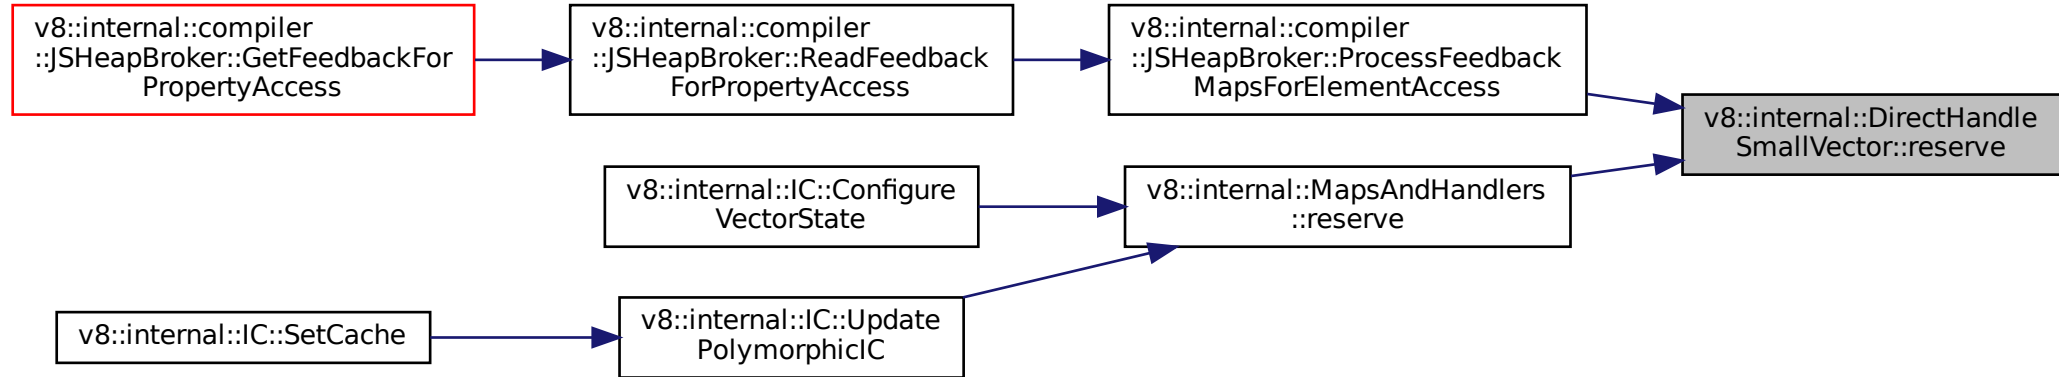 v8::internal::compiler
::JSHeapBroker::GetFeedbackFor
PropertyAccess
v8::internal::compiler
::JSHeapBroker::ReadFeedback
ForPropertyAccess
v8::internal::compiler
::JSHeapBroker::ProcessFeedback
MapsForElementAccess
v8::internal::DirectHandle
SmallVector::reserve
v8::internal::IC::Configure
VectorState
v8::internal::MapsAndHandlers
::reserve
v8::internal::IC::SetCache
v8::internal::IC::Update
PolymorphicIC